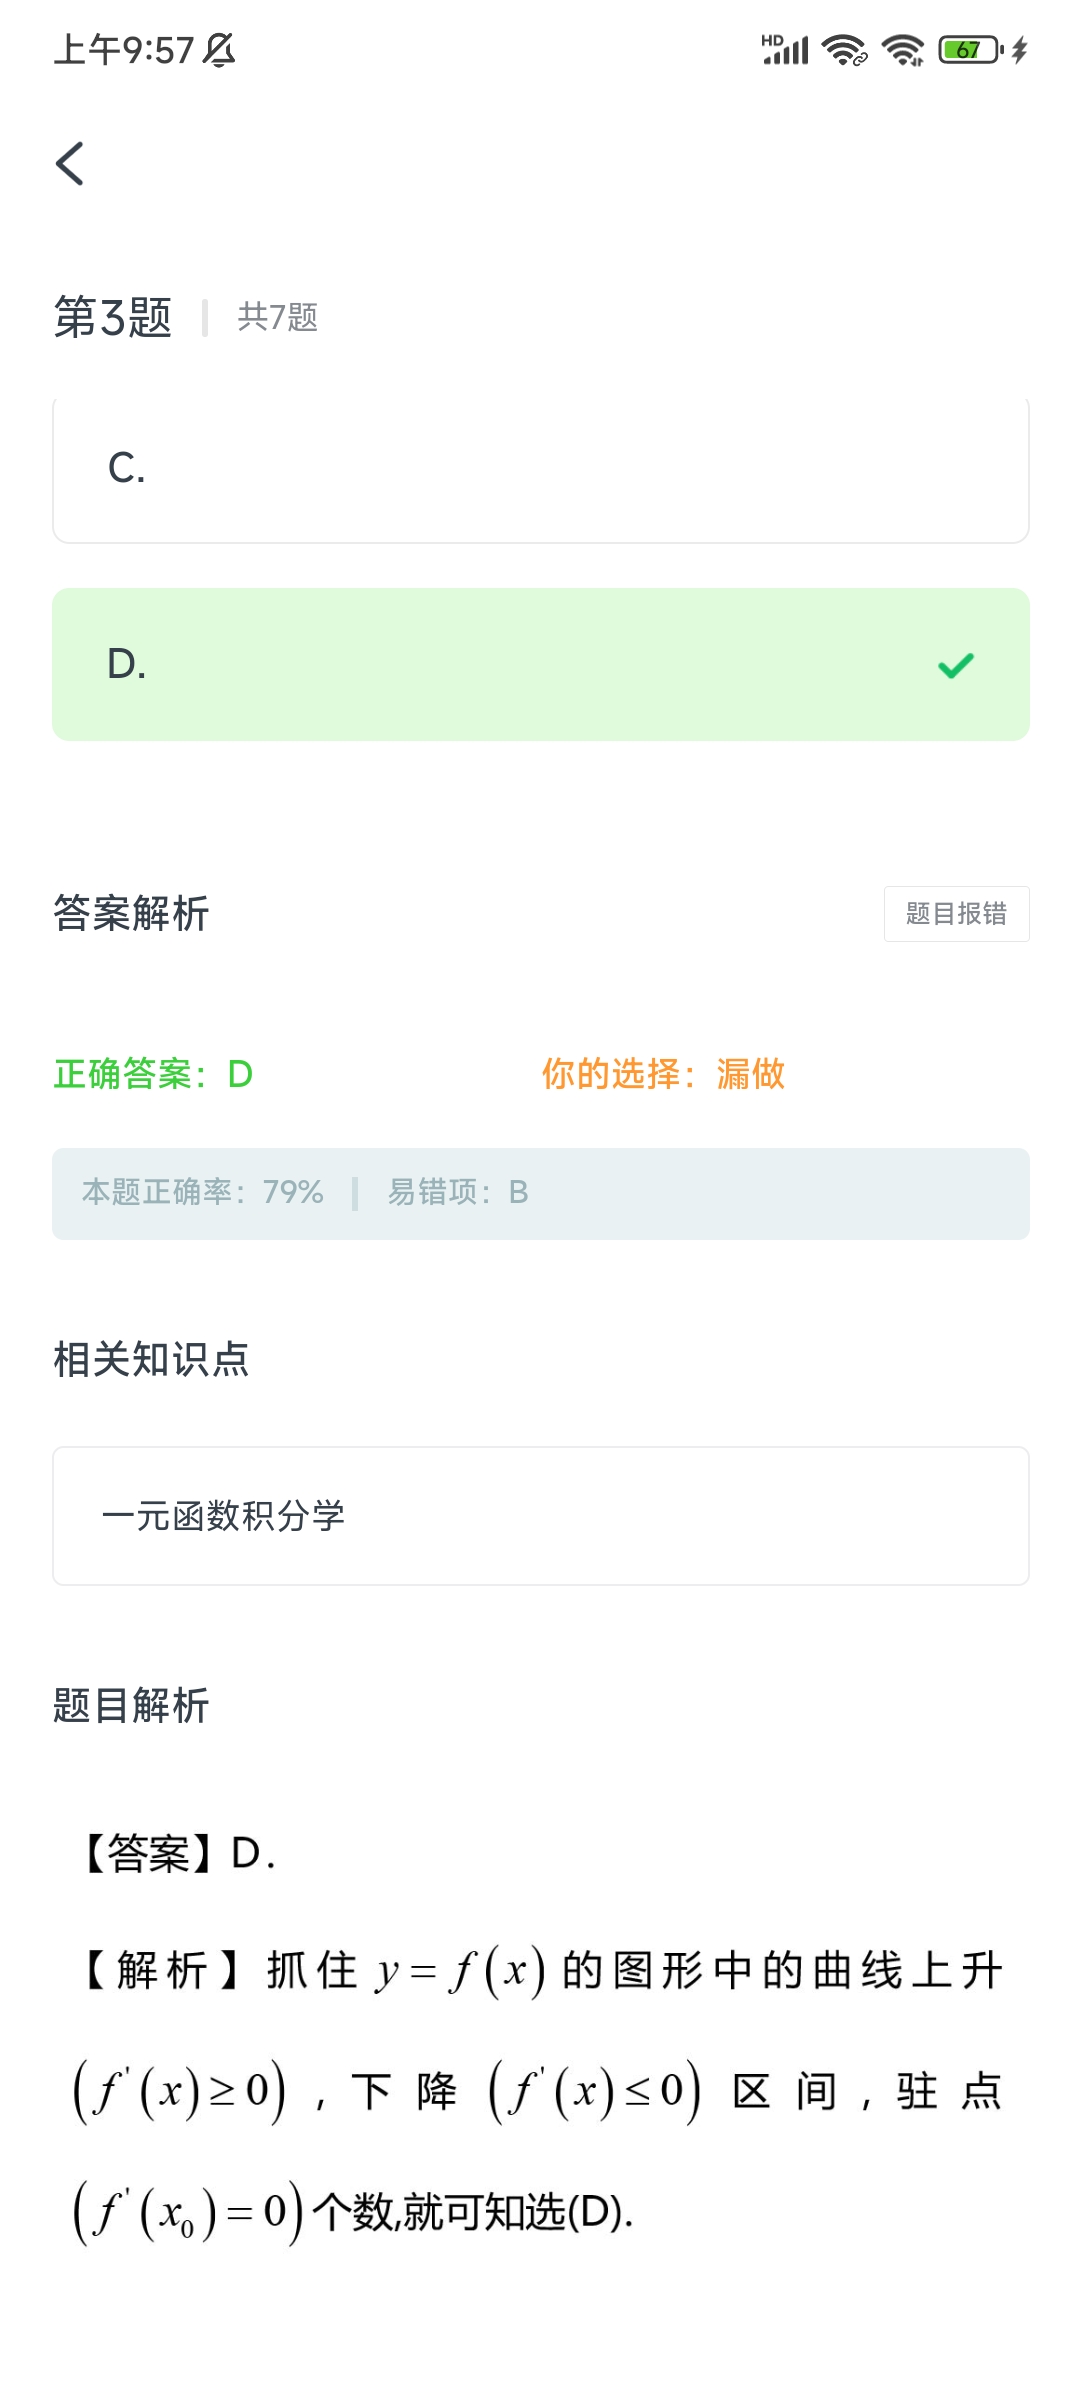 上午9:57
HD
67
第3题
共7题
C.
D.
答案解析
题目报错
正确答案：D
你的选择：漏做
本题正确率：79%
易错项：B
相关知识点
一元函数积分学
题目解析
【答案】D.
【解析】抓住 y = f(x) 的图形中的曲线上升
(f'(x) ≥ 0) , 下降 (f'(x) ≤ 0) 区间 , 驻点
(f'(x₀) = 0) 个数,就可知选(D).